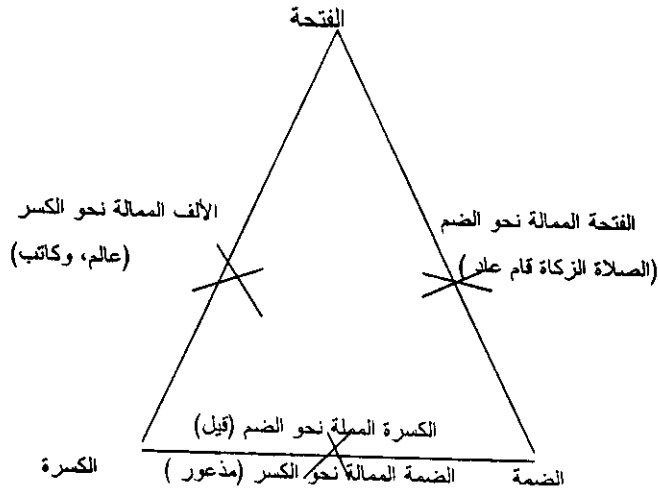 الفتحة
الفتحة الممالة نحو الضم
(الصلاة الزكاة قام عاد )
الألف الممالة نحو الكسر
(عالم، وكاتب)
الكسرة المملة نحو الضم (قيل)
الضمة الممالة نحو الكسر (مذعور )
الضمة
الكسرة